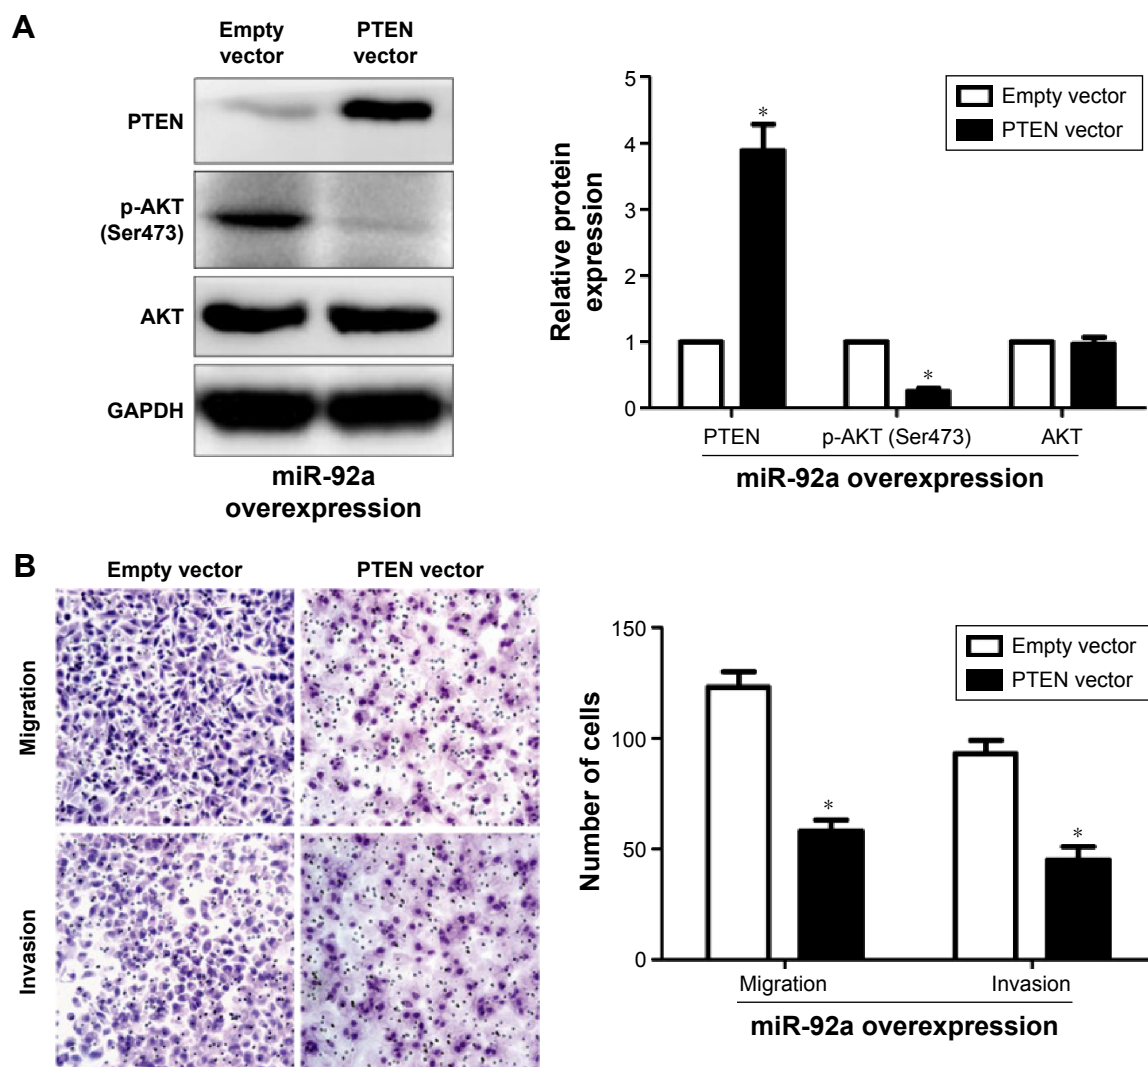 A
Empty
vector
PTEN
vector
PTEN
p-AKT
(Ser473)
AKT
GAPDH
miR-92a
overexpression
Relative protein
expression
5
4
3
2
1
0
*
*
Empty vector
PTEN vector
PTEN
p-AKT (Ser473)
AKT
miR-92a overexpression
B
Empty vector
PTEN vector
Migration
Invasion
Number of cells
150
100
50
0
*
*
Empty vector
PTEN vector
Migration
Invasion
miR-92a overexpression